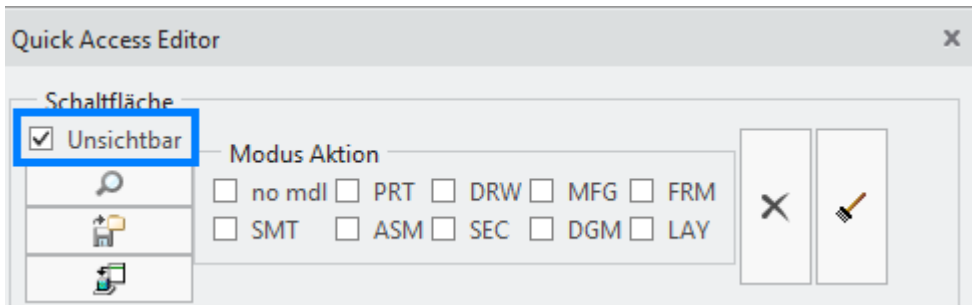 Quick Access Editor
Schaltfläche
Unsichtbar
Modus Aktion
no mdl PRT DRW MFG FRM
SMT ASM SEC DGM LAY